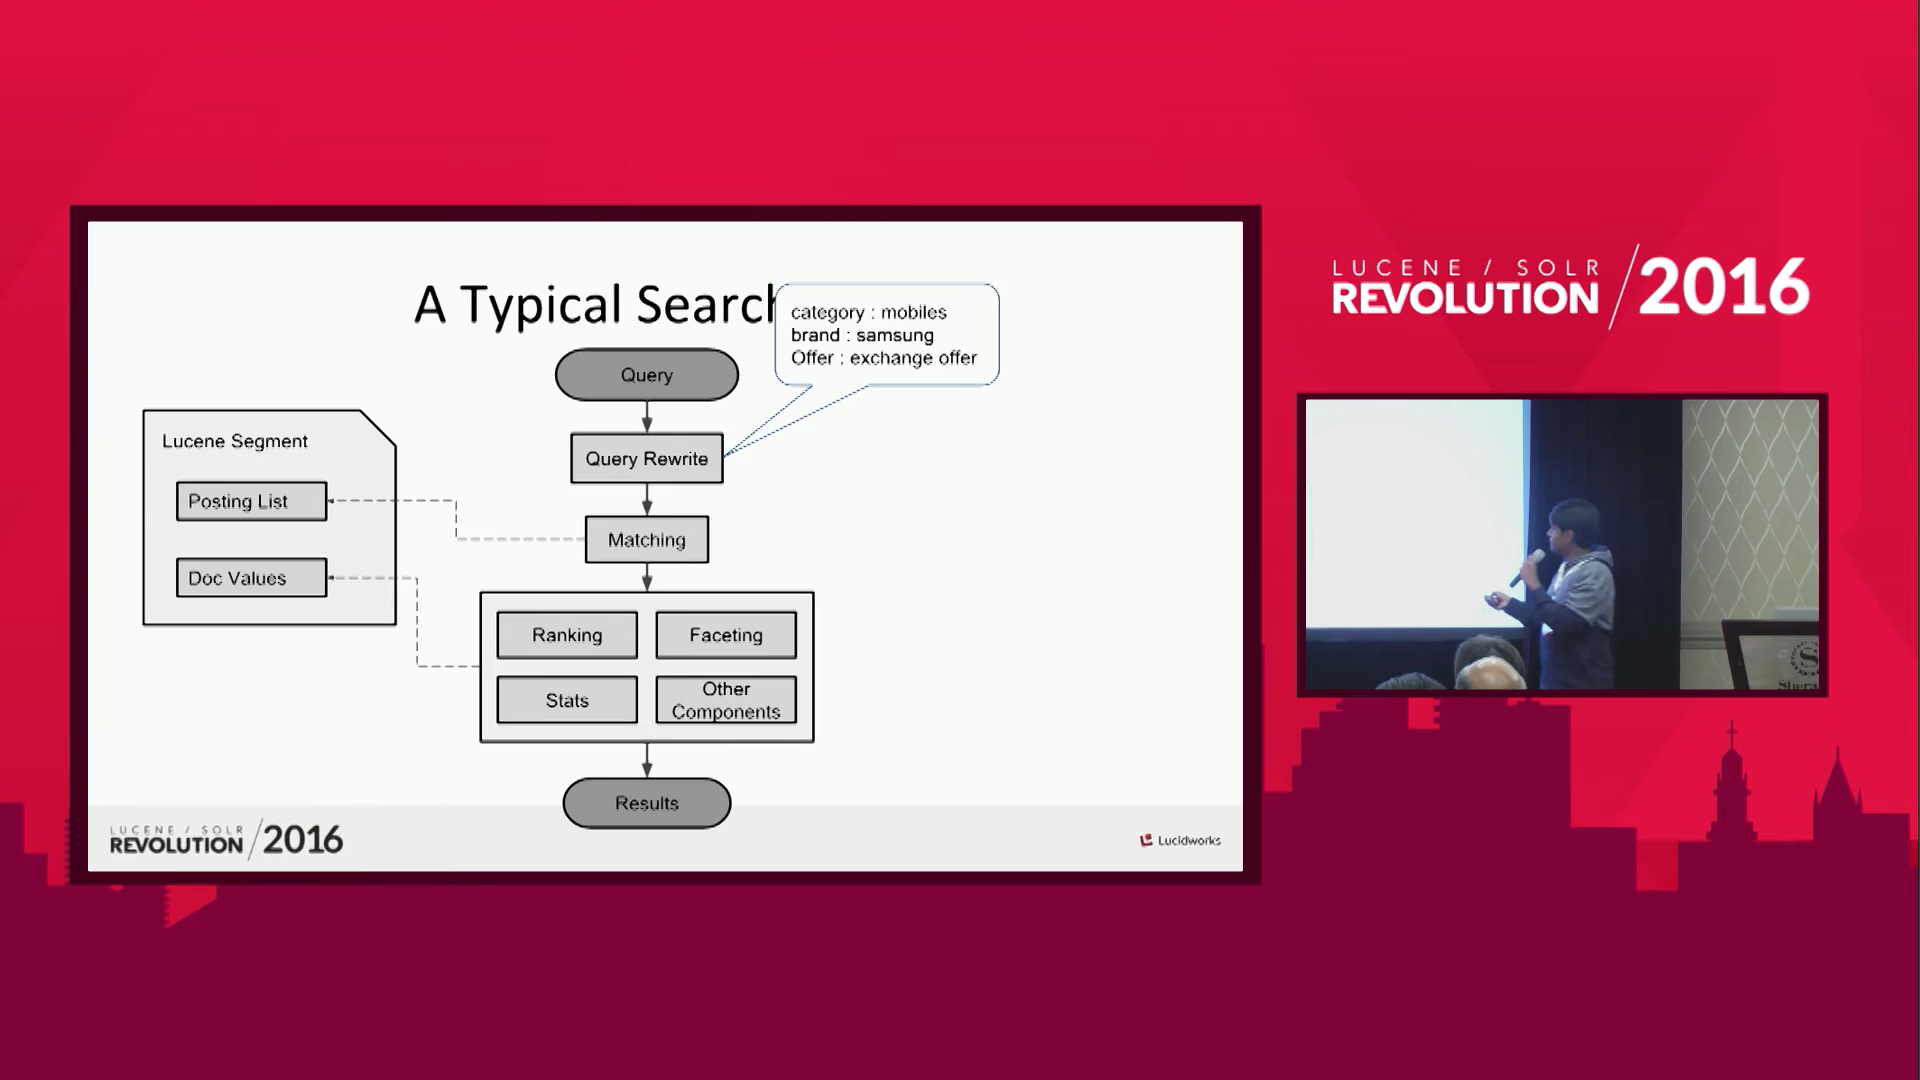 A Typical Search
category : mobiles
brand : samsung
Offer : exchange offer
Query
Query Rewrite
Matching
Lucene Segment
Posting List
Doc Values
Ranking
Faceting
Stats
Other
Components
Results
LUCENE / SOLR
REVOLUTION /2016
Lucidworks
LUCENE / SOLR
REVOLUTION /2016
S